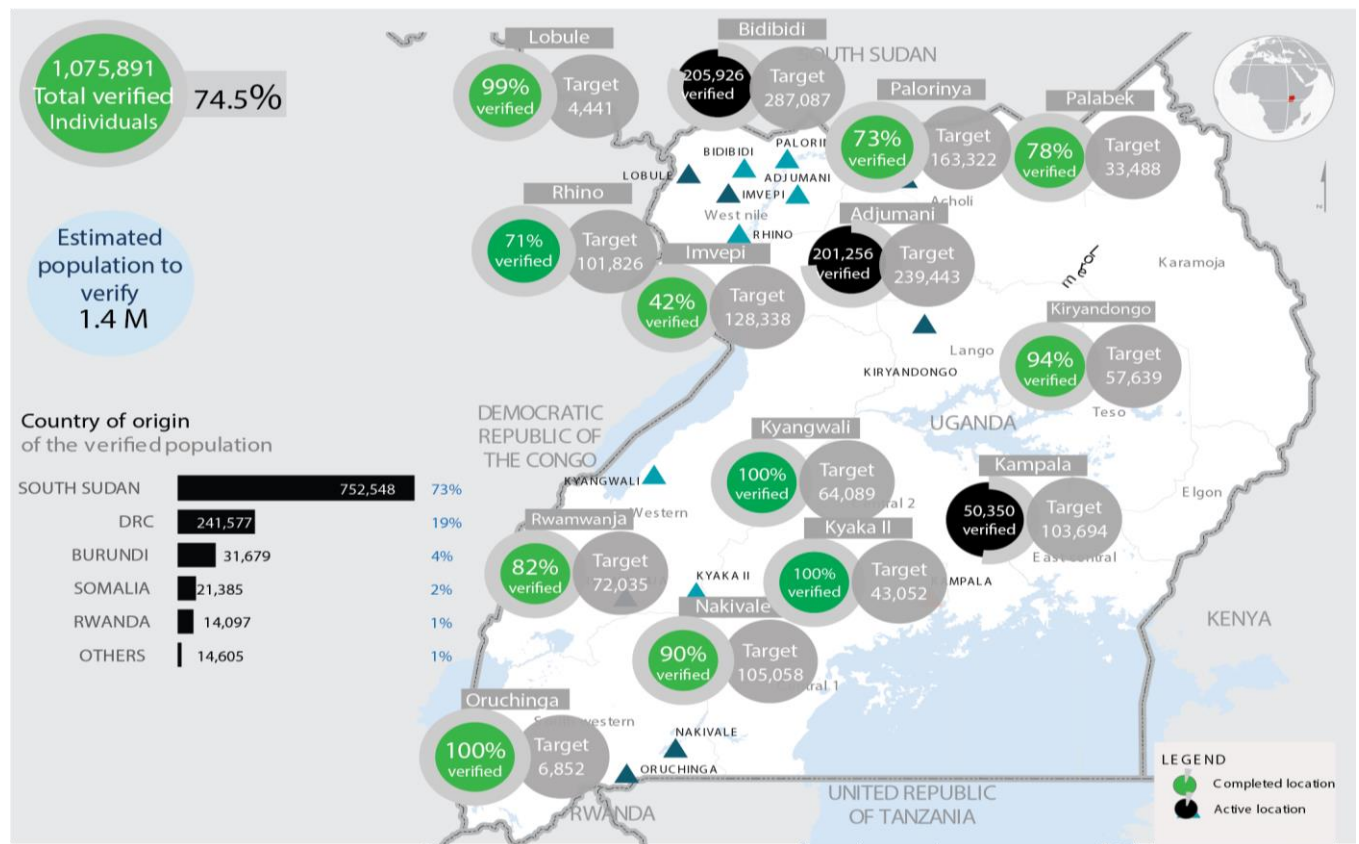 1,075,891
Total verified
Individuals
74.5%
Estimated
population to
verify
1.4 M
Country of origin
of the verified population
SOUTH SUDAN 752,548 73%
DRC 241,577 19%
BURUNDI 31,679 4%
SOMALIA 21,385 2%
RWANDA 14,097 1%
OTHERS 14,605 1%
Lobule
99%
verified
Target
4,441
Bidibidi
205,926
verified
Target
287,087
SOUTH SUDAN
Palorinya
73%
verified
Target
163,322
Palabek
78%
verified
Target
33,488
BIDIBIDI
PALORIN
LOBULE
ADJUMANI
IMVEPI
West nile
RHINO
Acholi
Rhino
71%
verified
Target
101,826
Imvepi
42%
verified
Target
128,338
Adjumani
201,256
verified
Target
239,443
Karamoja
Kiryandongo
94%
verified
Target
57,639
Lango
KIRYANDONGO
Teso
DEMOCRATIC
REPUBLIC OF
THE CONGO
UGANDA
Kyangwali
100%
verified
Target
64,089
KYANGWALI
Western
Kampala
50,350
verified
Target
103,694
Elgon
East central
Rwamwanja
82%
verified
Target
72,035
Kyaka II
100%
verified
Target
43,052
KYAKA II
KAMPALA
Nakivale
90%
verified
Target
105,058
KENYA
Oruchinga
100%
verified
Target
6,852
NAKIVALE
ORUCHINGA
RWANDA
UNITED REPUBLIC
OF TANZANIA
LEGEND
Completed location
Active location